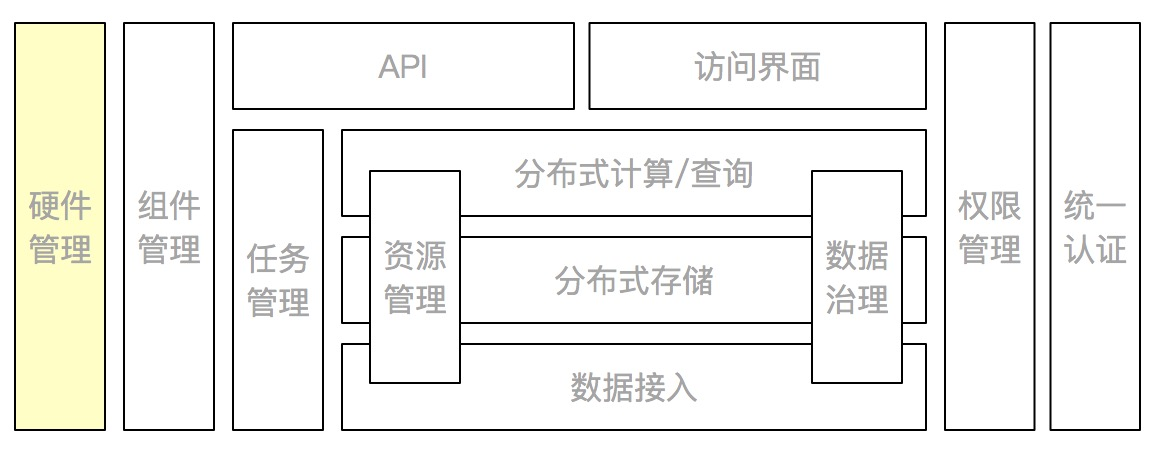 硬件
管理
组件
管理
API
访问界面
任务
管理
分布式计算/查询
资源
管理
分布式存储
数据
治理
数据接入
权限
管理
统一
认证